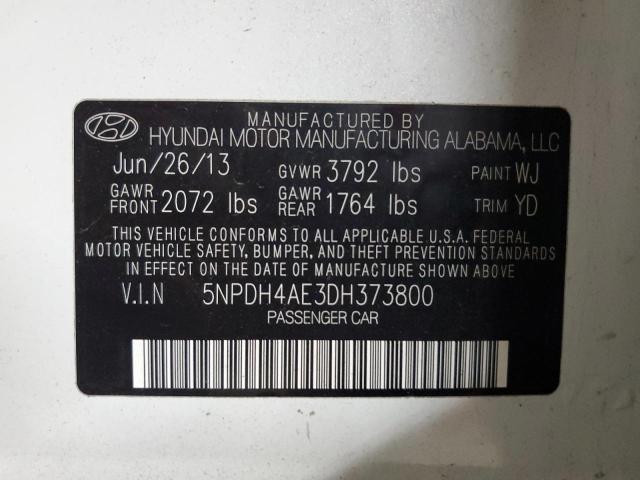 MANUFACTURED BY
HYUNDAI MOTOR MANUFACTURING ALABAMA, LLC
Jun/26/13 GVWR 3792 lbs PAINT WJ
GAWR FRONT 2072 lbs GAWR REAR 1764 lbs TRIM YD
THIS VEHICLE CONFORMS TO ALL APPLICABLE U.S.A. FEDERAL
MOTOR VEHICLE SAFETY, BUMPER, AND THEFT PREVENTION STANDARDS
IN EFFECT ON THE DATE OF MANUFACTURE SHOWN ABOVE
V.I.N 5NPDH4AE3DH373800
PASSENGER CAR